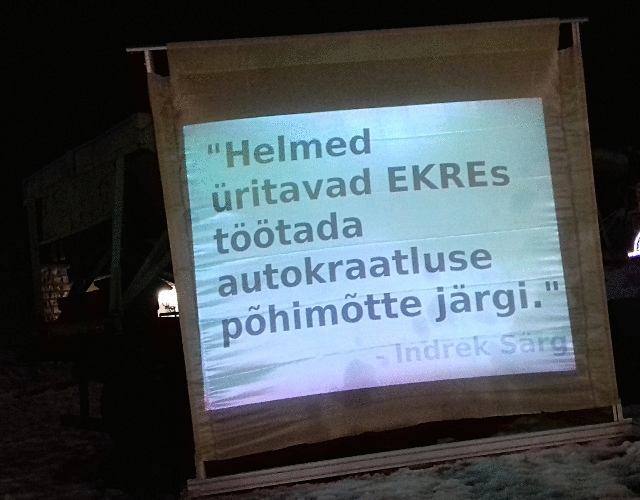 "Helmed
üritavad EKREs
töötada
autokraatluse
põhimõtte järgi."
- Indrek Särg